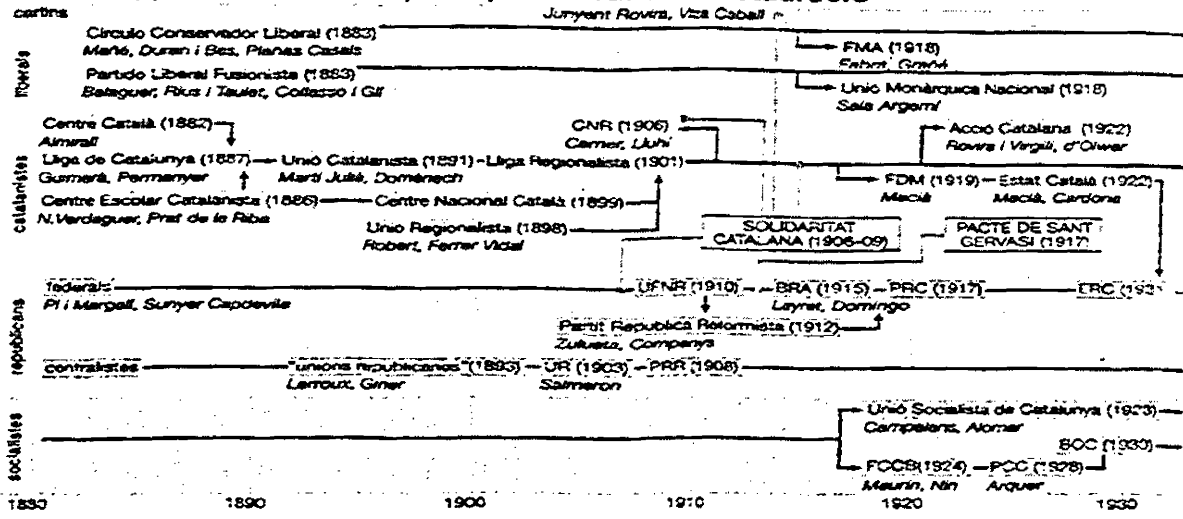 carlins
Junyent Rovira, Vza Caball
liberals
Circulo Conservador Liberal (1883)
Mañé, Duran i Bes, Planas Casals
FMA (1918)
Fabra, Grané
Partido Liberal Fusionista (1883)
Balaguer, Rius i Taulet, Collasso i Gil
Unió Monàrquica Nacional (1918)
Sala Argemí
catalanistes
Centre Català (1882)
Almirall
CNR (1906)
Carner, Lluhí
Acció Catalana (1922)
Rovira i Virgili, d'Olwer
Lliga de Catalunya (1887)
Guimerà, Permanyer
Unió Catalanista (1891)
Martí Julià, Domènech
Lliga Regionalista (1901)
FDM (1919)
Macià
Estat Català (1922)
Macià, Cardona
Centre Escolar Catalanista (1886)
N.Verdaguer, Prat de la Riba
Centre Nacional Català (1899)
Unió Regionalista (1898)
Robert, Ferrer Vidal
SOLIDARITAT
CATALANA (1906-09)
PACTE DE SANT
GERVASI (1917)
republicans
federals
Pi i Margall, Sunyer Capdevila
UFNR (1910)
BRA (1915)
Layret, Domingo
PRC (1917)
ERC (1931
Partit Republicà Reformista (1912)
Zulueta, Companys
centralistes
"unions republicanes" (1893)
Lerroux, Giner
UR (1903)
Salmeron
PRR (1908)
socialistes
Unió Socialista de Catalunya (1923)
Campalans, Alomar
BOC (1930)
FCCB(1924)
Maurín, Nin
PCC (1928)
Arquer
1880 1890 1900 1910 1920 1930